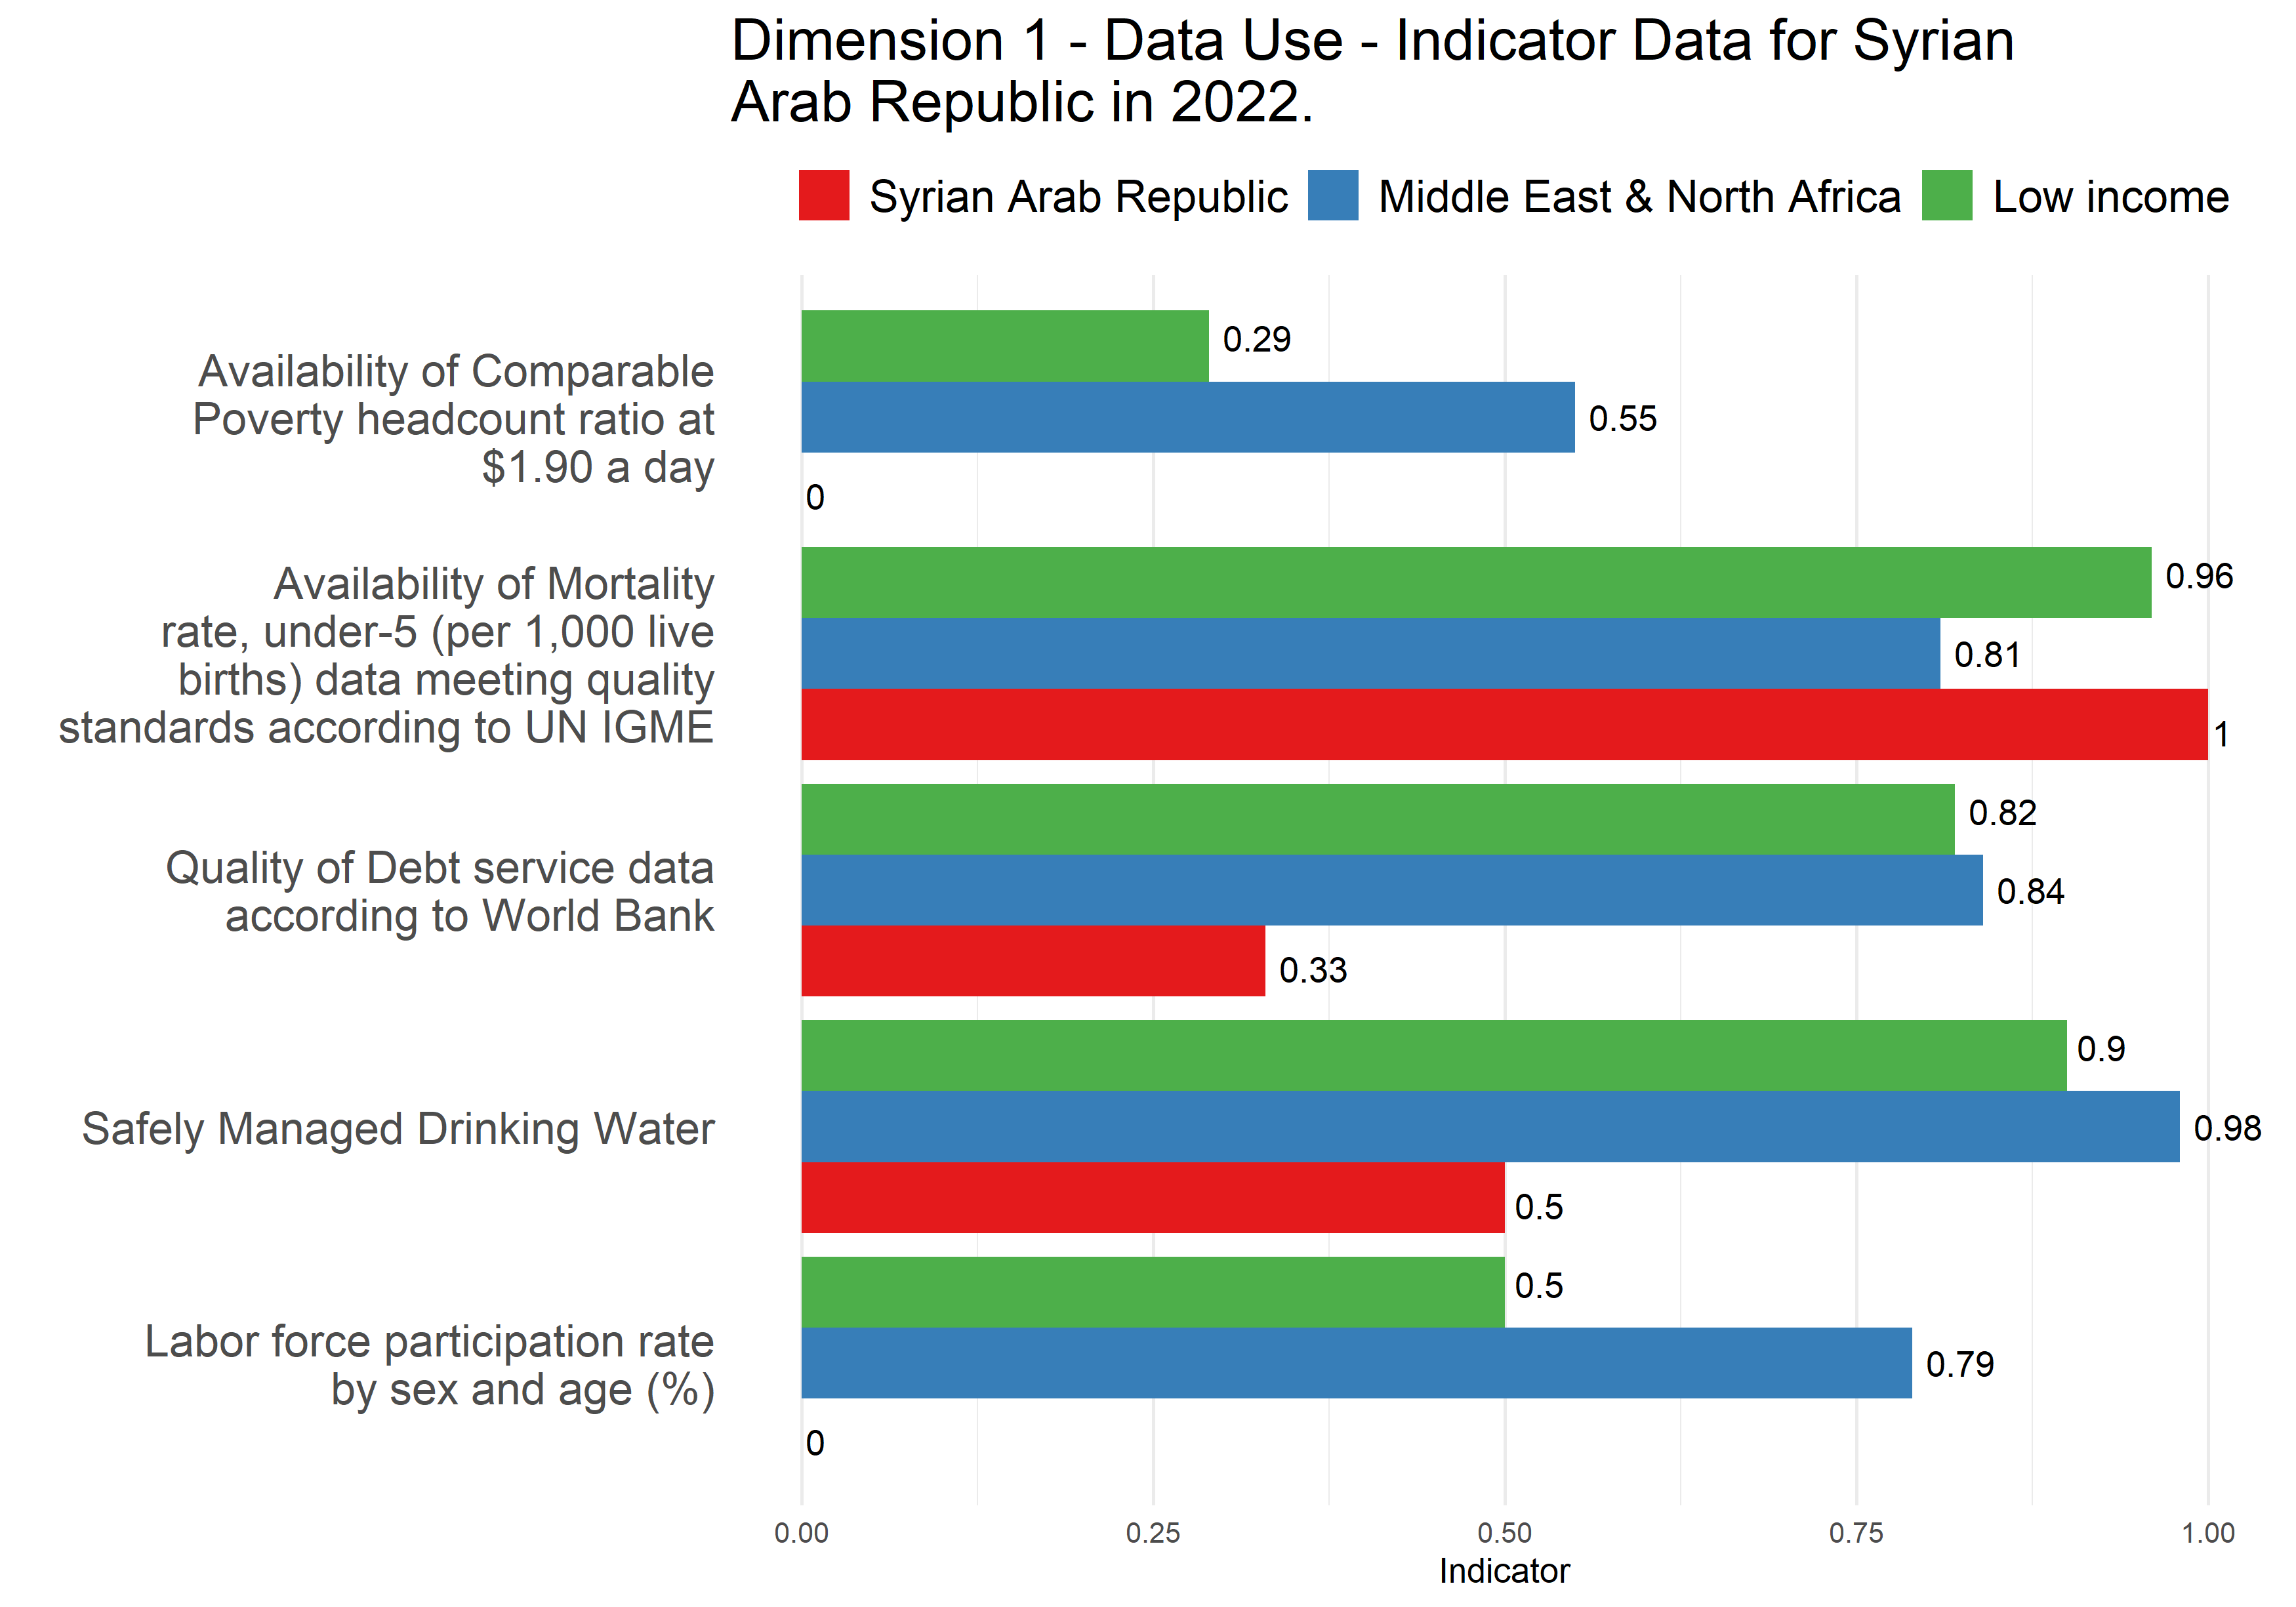 Dimension 1 - Data Use - Indicator Data for Syrian
Arab Republic in 2022.
Syrian Arab Republic
Middle East & North Africa
Low income
Availability of Comparable
Poverty headcount ratio at
$1.90 a day
0.29
0.55
0
Availability of Mortality
rate, under-5 (per 1,000 live
births) data meeting quality
standards according to UN IGME
0.96
0.81
1
Quality of Debt service data
according to World Bank
0.82
0.84
0.33
Safely Managed Drinking Water
0.9
0.98
0.5
Labor force participation rate
by sex and age (%)
0.5
0.79
0
0.00
0.25
0.50
0.75
1.00
Indicator